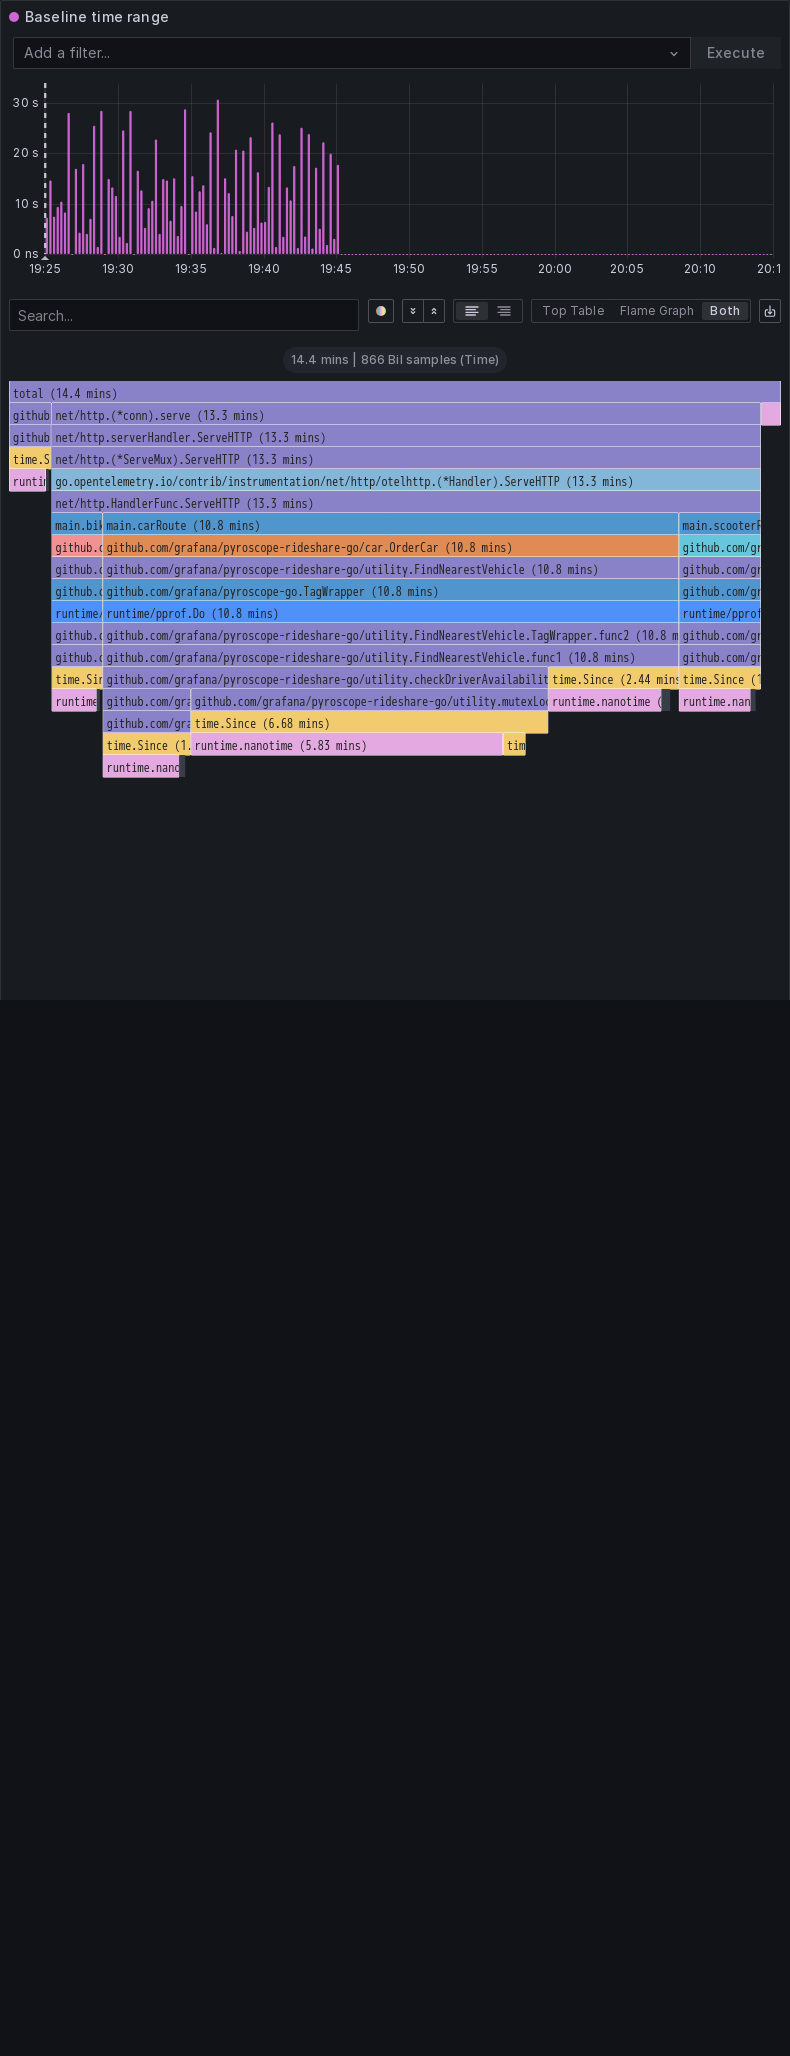 Baseline time range
Add a filter...
Execute
30 s
20 s
10 s
0 ns
19:25 19:30 19:35 19:40 19:45 19:50 19:55 20:00 20:05 20:10 20:1
Search...
Top Table Flame Graph Both
14.4 mins | 866 Bil samples (Time)
total (14.4 mins)
github net/http.(*conn).serve (13.3 mins)
github net/http.serverHandler.ServeHTTP (13.3 mins)
time.S net/http.(*ServeMux).ServeHTTP (13.3 mins)
runtin go.opentelemetry.io/contrib/instrumentation/net/http/otelhttp.(*Handler).ServeHTTP (13.3 mins)
net/http.HandlerFunc.ServeHTTP (13.3 mins)
main.bik main.carRoute (10.8 mins) main.scooterR
github.c github.com/grafana/pyroscope-rideshare-go/car.OrderCar (10.8 mins) github.com/gr
github.c github.com/grafana/pyroscope-rideshare-go/utility.FindNearestVehicle (10.8 mins) github.com/gr
github.c github.com/grafana/pyroscope-go.TagWrapper (10.8 mins) github.com/gr
runtime/ runtime/pprof.Do (10.8 mins) runtime/pprof
github.c github.com/grafana/pyroscope-rideshare-go/utility.FindNearestVehicle.TagWrapper.func2 (10.8 m github.com/gr
github.c github.com/grafana/pyroscope-rideshare-go/utility.FindNearestVehicle.func1 (10.8 mins) github.com/gr
time.Sin github.com/grafana/pyroscope-rideshare-go/utility.checkDriverAvailabilit time.Since (2.44 mins time.Since (1
runtime github.com/gra github.com/grafana/pyroscope-rideshare-go/utility.mutexLoc runtime.nanotime ( runtime.nan
github.com/gra time.Since (6.68 mins)
time.Since (1. runtime.nanotime (5.83 mins) tim
runtime.nanc